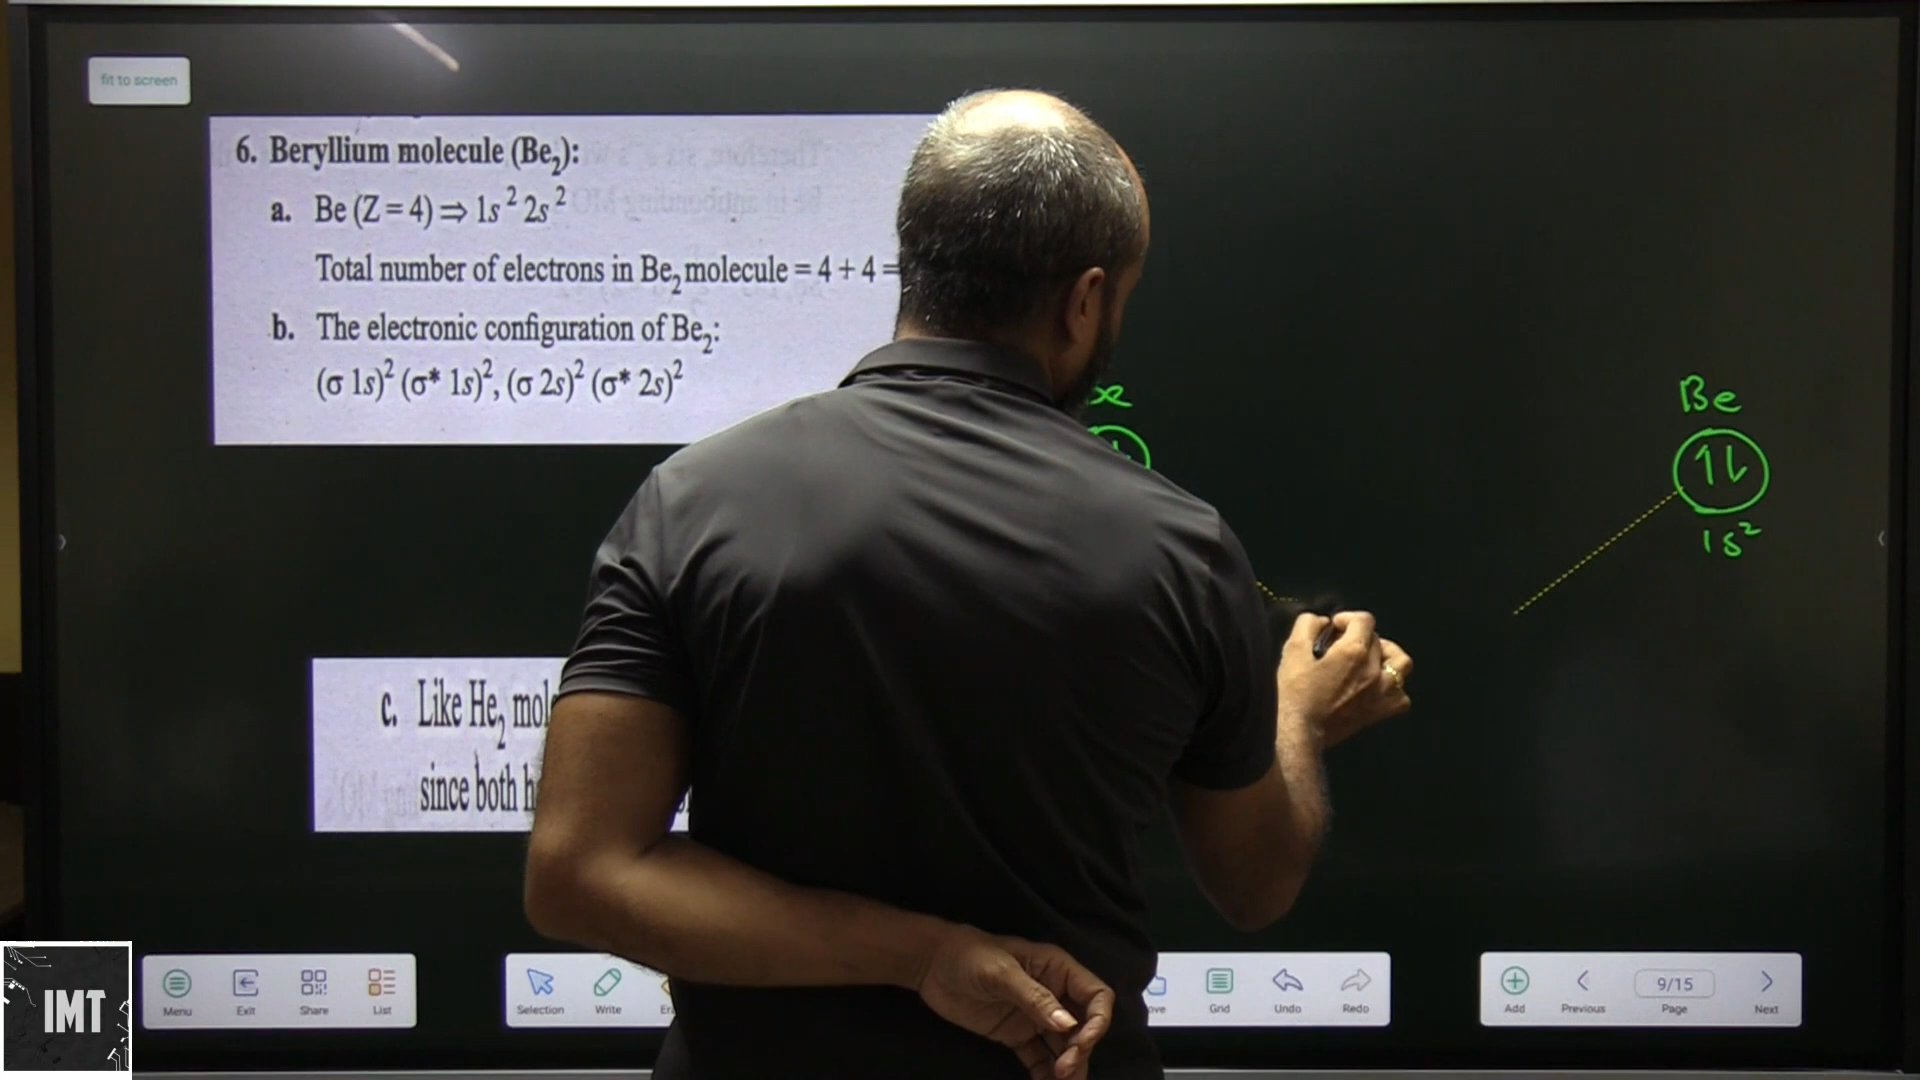 fit to screen
6. Beryllium molecule (Be₂):
a. Be (Z = 4) ⇒ 1s² 2s²
Total number of electrons in Be₂ molecule = 4 + 4 =
b. The electronic configuration of Be₂:
(σ 1s)² (σ* 1s)², (σ 2s)² (σ* 2s)²
Be
1s²
c. Like He₂
since both
IMT
Menu
Exit
Share
List
Selection
Write
Grid
Undo
Redo
Add
Previous
9/15
Page
Next